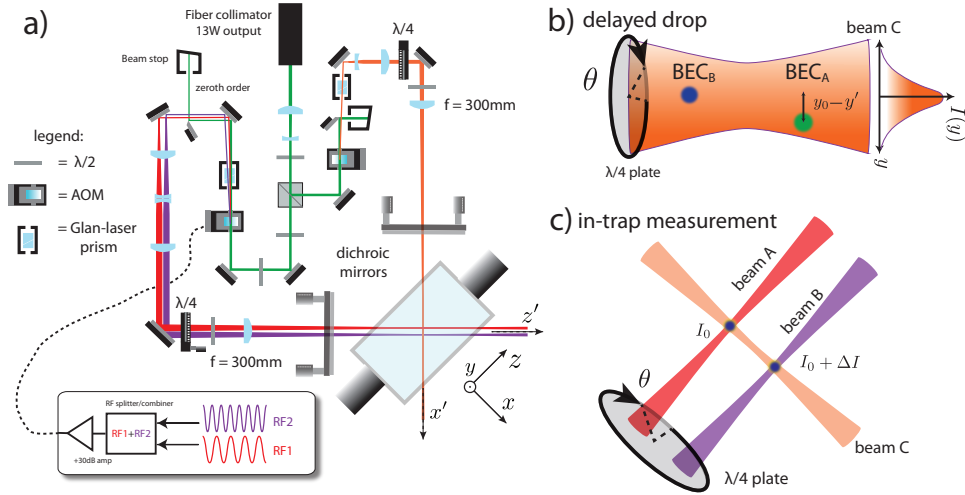 a)
Fiber collimator
13W output
λ/4
Beam stop
zeroth order
f = 300mm
legend:
= λ/2
= AOM
= Glan-laser
prism
dichroic
mirrors
λ/4
f = 300mm
z'
z
y
x
x'
RF splitter/combiner
RF1+RF2
+30dB amp
RF2
RF1
b) delayed drop
beam C
θ
BEC_B
BEC_A
y₀−y'
I(y)
y
λ/4 plate
c) in-trap measurement
beam A
beam B
I₀
I₀ + ΔI
θ
beam C
λ/4 plate